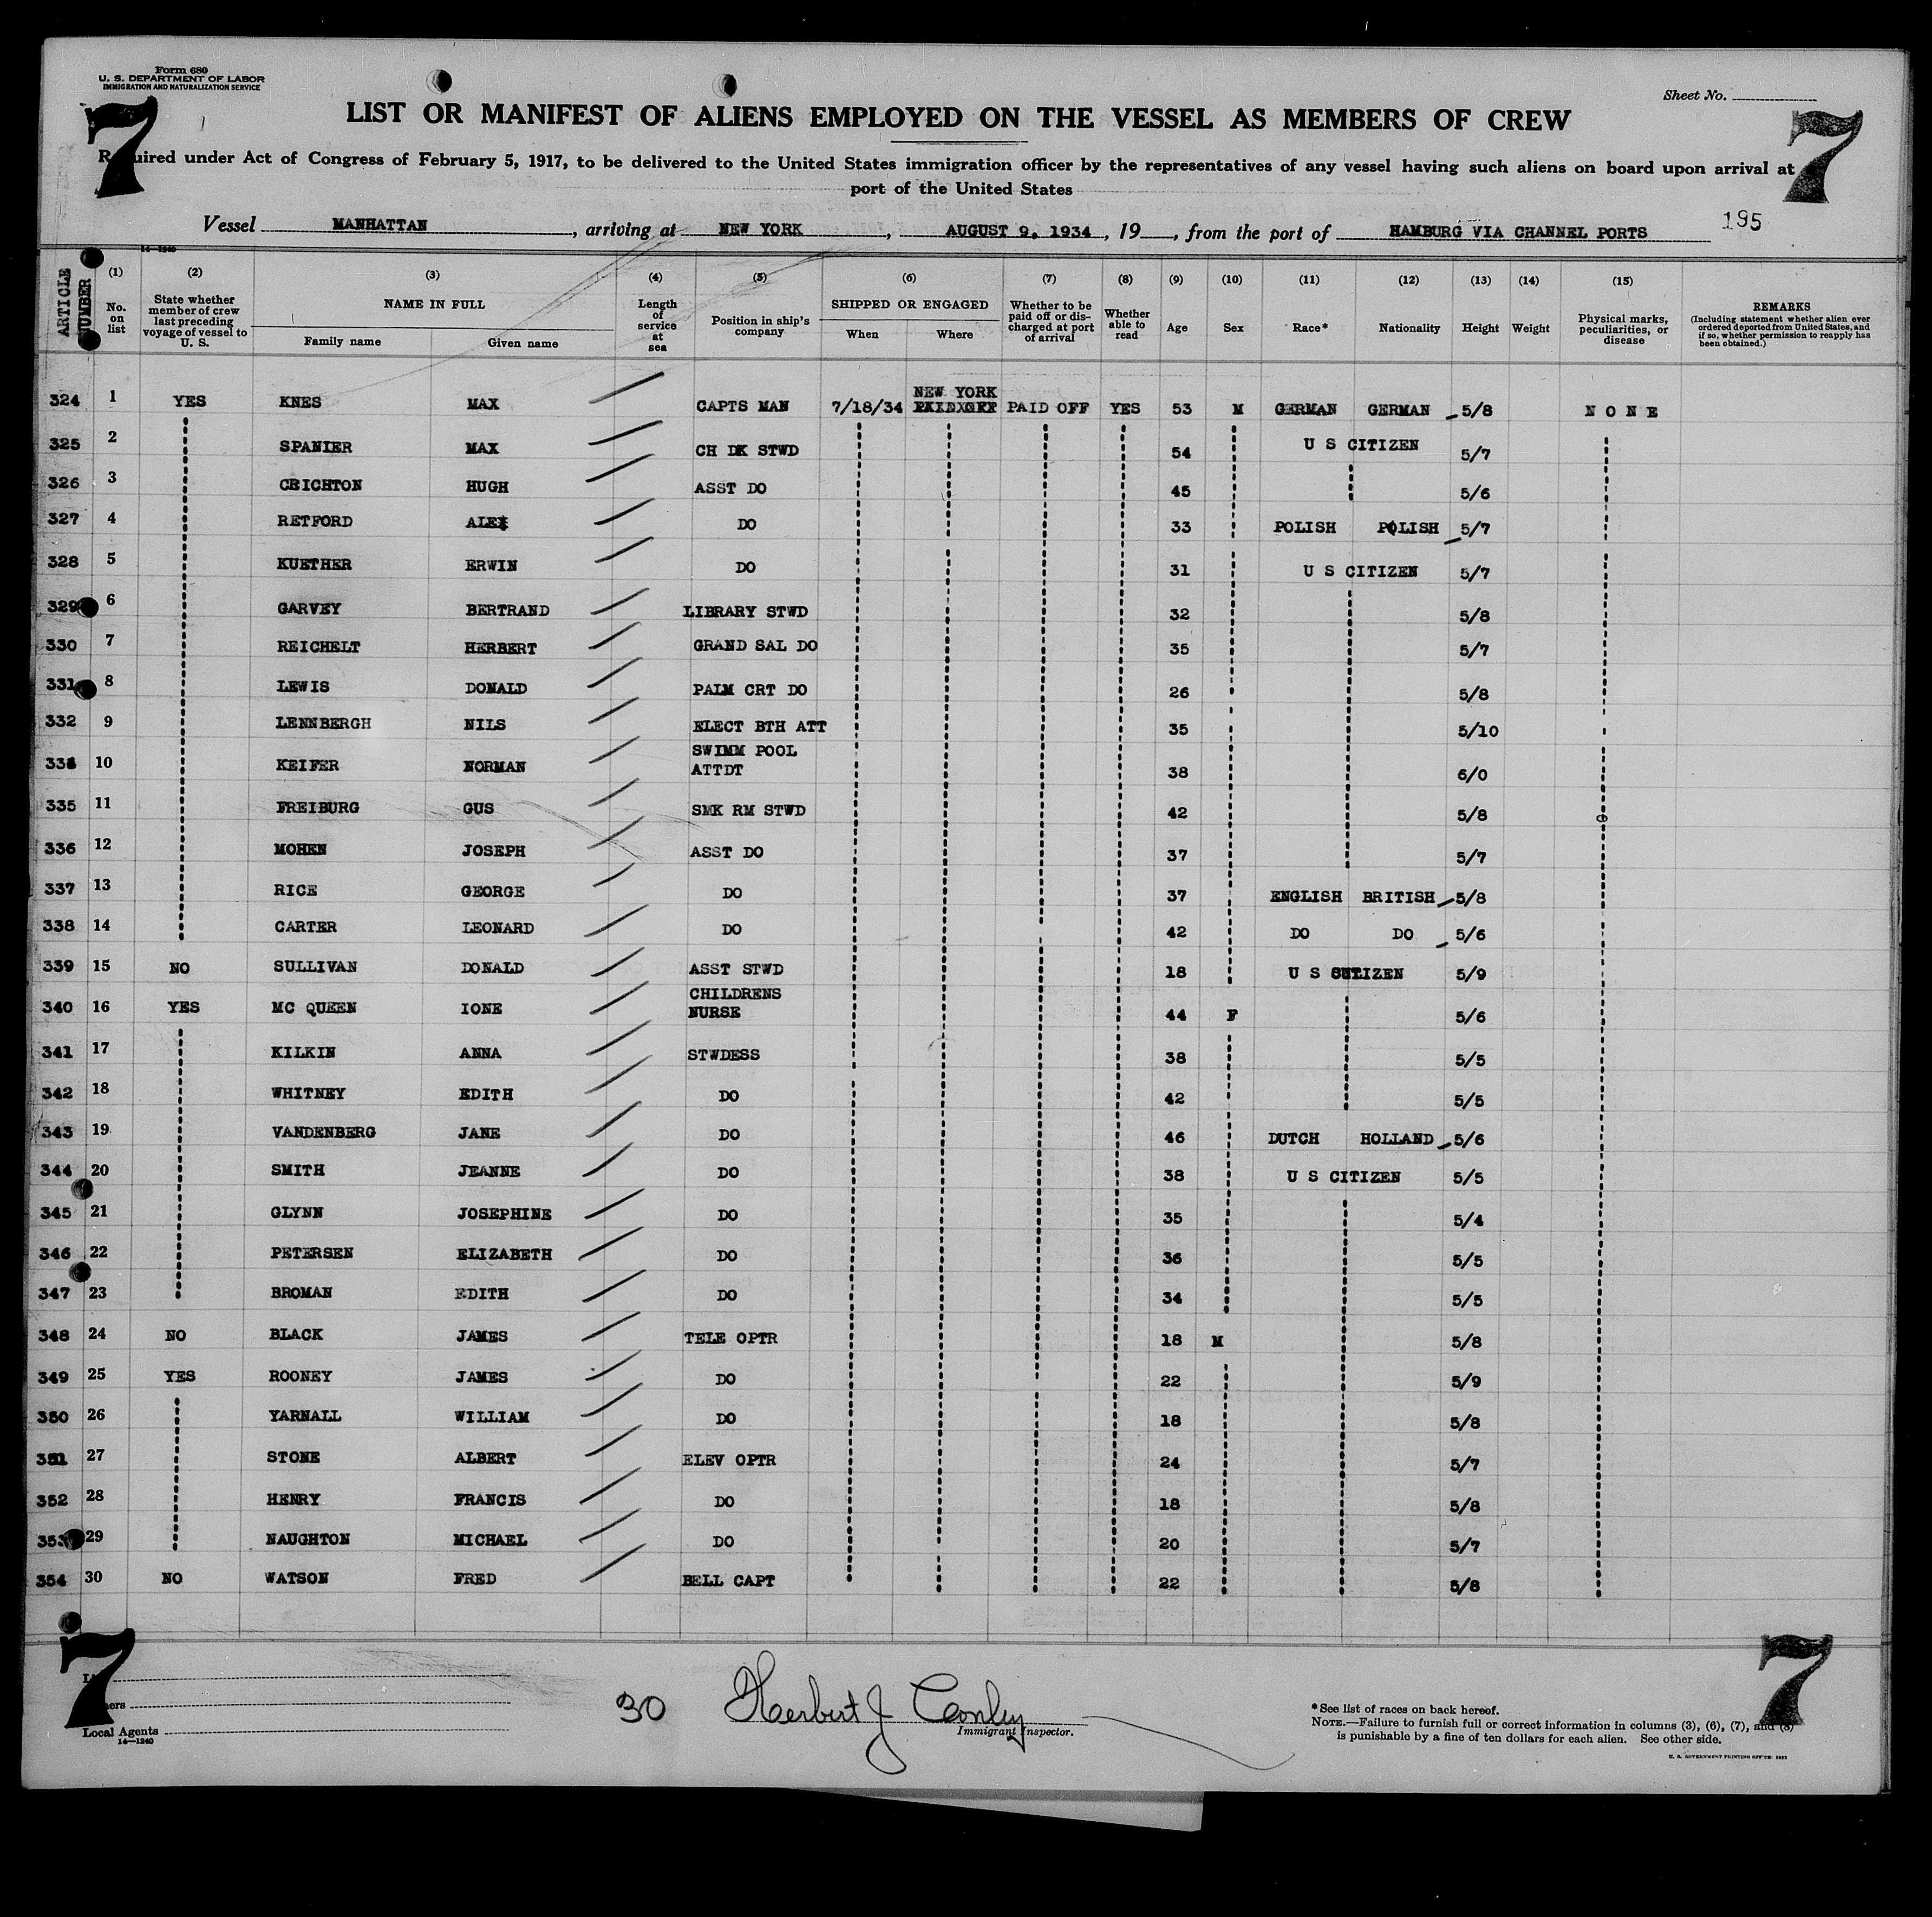 Form 680
U. S. DEPARTMENT OF LABOR
IMMIGRATION AND NATURALIZATION SERVICE
Sheet No.
7 7
LIST OR MANIFEST OF ALIENS EMPLOYED ON THE VESSEL AS MEMBERS OF CREW
Required under Act of Congress of February 5, 1917, to be delivered to the United States immigration officer by the representatives of any vessel having such aliens on board upon arrival at
port of the United States
Vessel MANHATTAN, arriving at NEW YORK, AUGUST 9, 1934, 19, from the port of HAMBURG VIA CHANNEL PORTS 195
14-1240
ARTICLE NUMBER (1) (2) (3) (4) (5) (6) (7) (8) (9) (10) (11) (12) (13) (14) (15)
No. on list State whether member of crew last preceding voyage of vessel to U. S. NAME IN FULL Family name Given name Length of service at sea Position in ship's company SHIPPED OR ENGAGED When Where Whether to be paid off or discharged at port of arrival Whether able to read Age Sex Race* Nationality Height Weight Physical marks, peculiarities, or disease REMARKS (Including statement whether alien ever ordered deported from United States, and if so, whether permission to reapply has been obtained.)
324 1 YES KNES MAX CAPTS MAN 7/18/34 NEW YORK PAID OFF YES 53 M GERMAN GERMAN 5/8 NONE
325 2 SPANIER MAX CH DK STWD 54 U S CITIZEN 5/7
326 3 CRICHTON HUGH ASST DO 45 5/6
327 4 RETFORD ALEX DO 33 POLISH POLISH 5/7
328 5 KUETHER ERWIN DO 31 U S CITIZEN 5/7
329 6 GARVEY BERTRAND LIBRARY STWD 32 5/8
330 7 REICHELT HERBERT GRAND SAL DO 35 5/7
331 8 LEWIS DONALD PALM CRT DO 26 5/8
332 9 LENNBERGH NILS ELECT BTH ATT 35 5/10
10 KEIFER NORMAN SWIMM POOL ATTDT 38 6/0
335 11 FREIBURG GUS SMK RM STWD 42 5/8
336 12 MOHEN JOSEPH ASST DO 37 5/7
337 13 RICE GEORGE DO 37 ENGLISH BRITISH 5/8
338 14 CARTER LEONARD DO 42 DO DO 5/6
339 15 NO SULLIVAN DONALD ASST STWD 18 U S CITIZEN 5/9
340 16 YES MC QUEEN IONE CHILDRENS NURSE 44 F 5/6
341 17 KILKIN ANNA STWDESS 38 5/5
342 18 WHITNEY EDITH DO 42 5/5
343 19 VANDENBERG JANE DO 46 DUTCH HOLLAND 5/6
344 20 SMITH JEANNE DO 38 U S CITIZEN 5/5
345 21 GLYNN JOSEPHINE DO 35 5/4
346 22 PETERSEN ELIZABETH DO 36 5/5
347 23 BROMAN EDITH DO 34 5/5
348 24 NO BLACK JAMES TELE OPTR 18 M 5/8
349 25 YES ROONEY JAMES DO 22 5/9
350 26 YARNALL WILLIAM DO 18 5/8
351 27 STONE ALBERT ELEV OPTR 24 5/7
352 28 HENRY FRANCIS DO 18 5/8
353 29 NAUGHTON MICHAEL DO 20 5/7
354 30 NO WATSON FRED BELL CAPT 22 5/8
7 7
Local Agents
14—1240
30 Herbert J Conley
Immigrant Inspector.
*See list of races on back hereof.
NOTE.—Failure to furnish full or correct information in columns (3), (6), (7), and (8)
is punishable by a fine of ten dollars for each alien. See other side.
U. S. GOVERNMENT PRINTING OFFICE: 1933